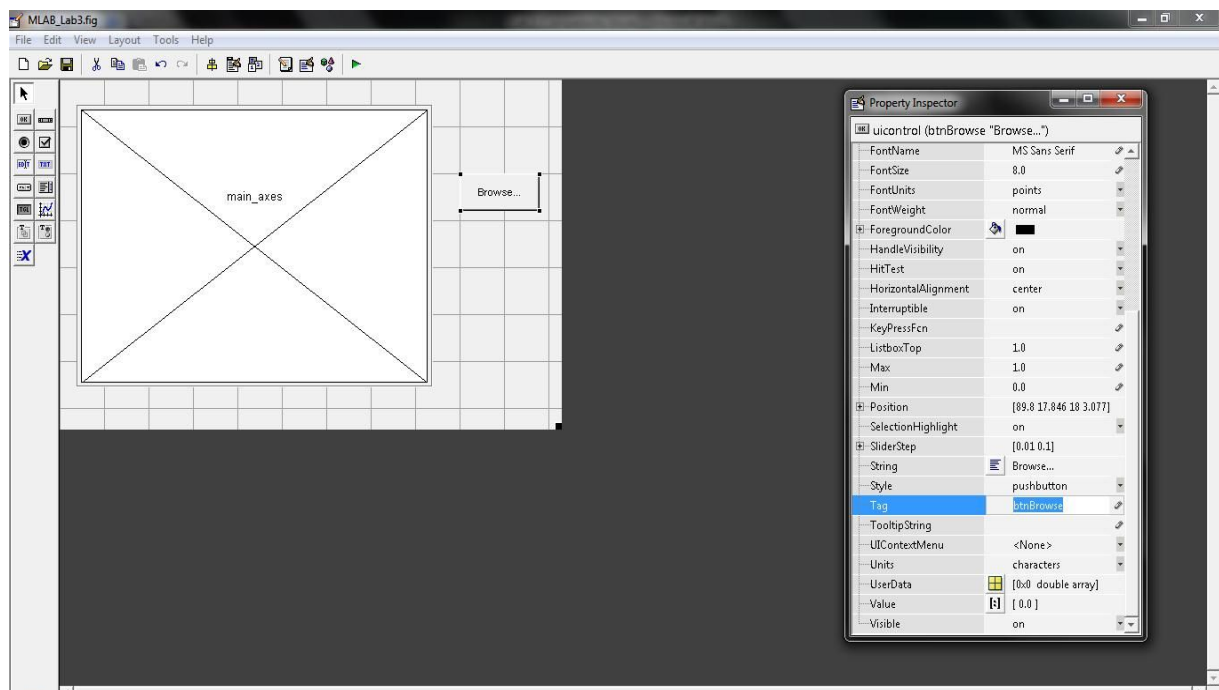 MLAB_Lab3.fig
File Edit View Layout Tools Help
main_axes
Browse...
Property Inspector
uicontrol (btnBrowse "Browse...")
FontName MS Sans Serif
FontSize 8.0
FontUnits points
FontWeight normal
ForegroundColor
HandleVisibility on
HitTest on
HorizontalAlignment center
Interruptible on
KeyPressFcn
ListboxTop 1.0
Max 1.0
Min 0.0
Position [89.8 17.846 18 3.077]
SelectionHighlight on
SliderStep [0.01 0.1]
String Browse...
Style pushbutton
Tag btnBrowse
TooltipString
UIContextMenu <None>
Units characters
UserData [0x0 double array]
Value [ 0.0 ]
Visible on